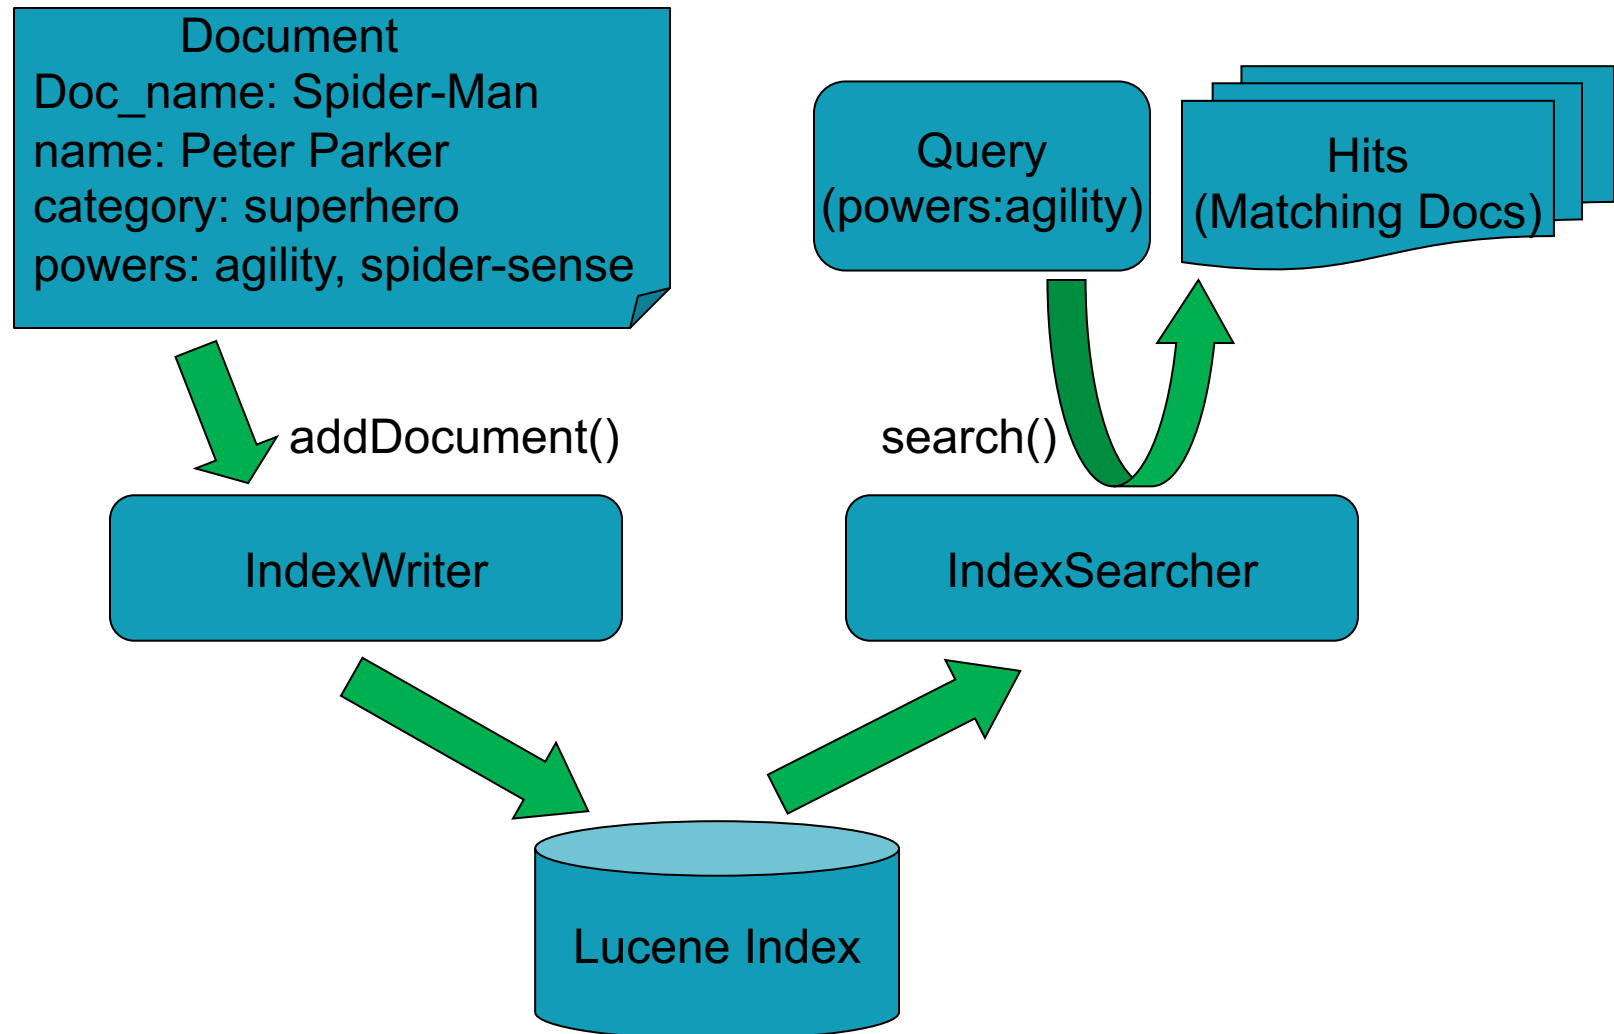 Document
Doc_name: Spider-Man
name: Peter Parker
category: superhero
powers: agility, spider-sense
Query
(powers:agility)
Hits
(Matching Docs)
addDocument()
search()
IndexWriter
IndexSearcher
Lucene Index